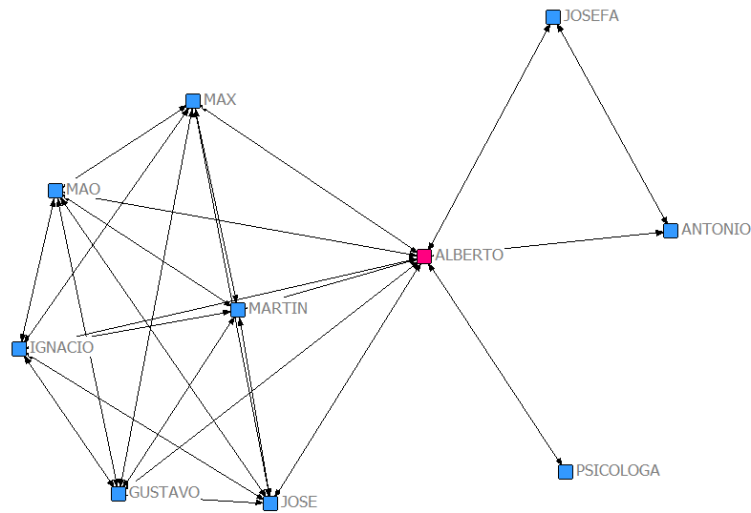 JOSEFA
MAX
MAO
ANTONIO
ALBERTO
MARTIN
IGNACIO
PSICOLOGA
GUSTAVO
JOSE